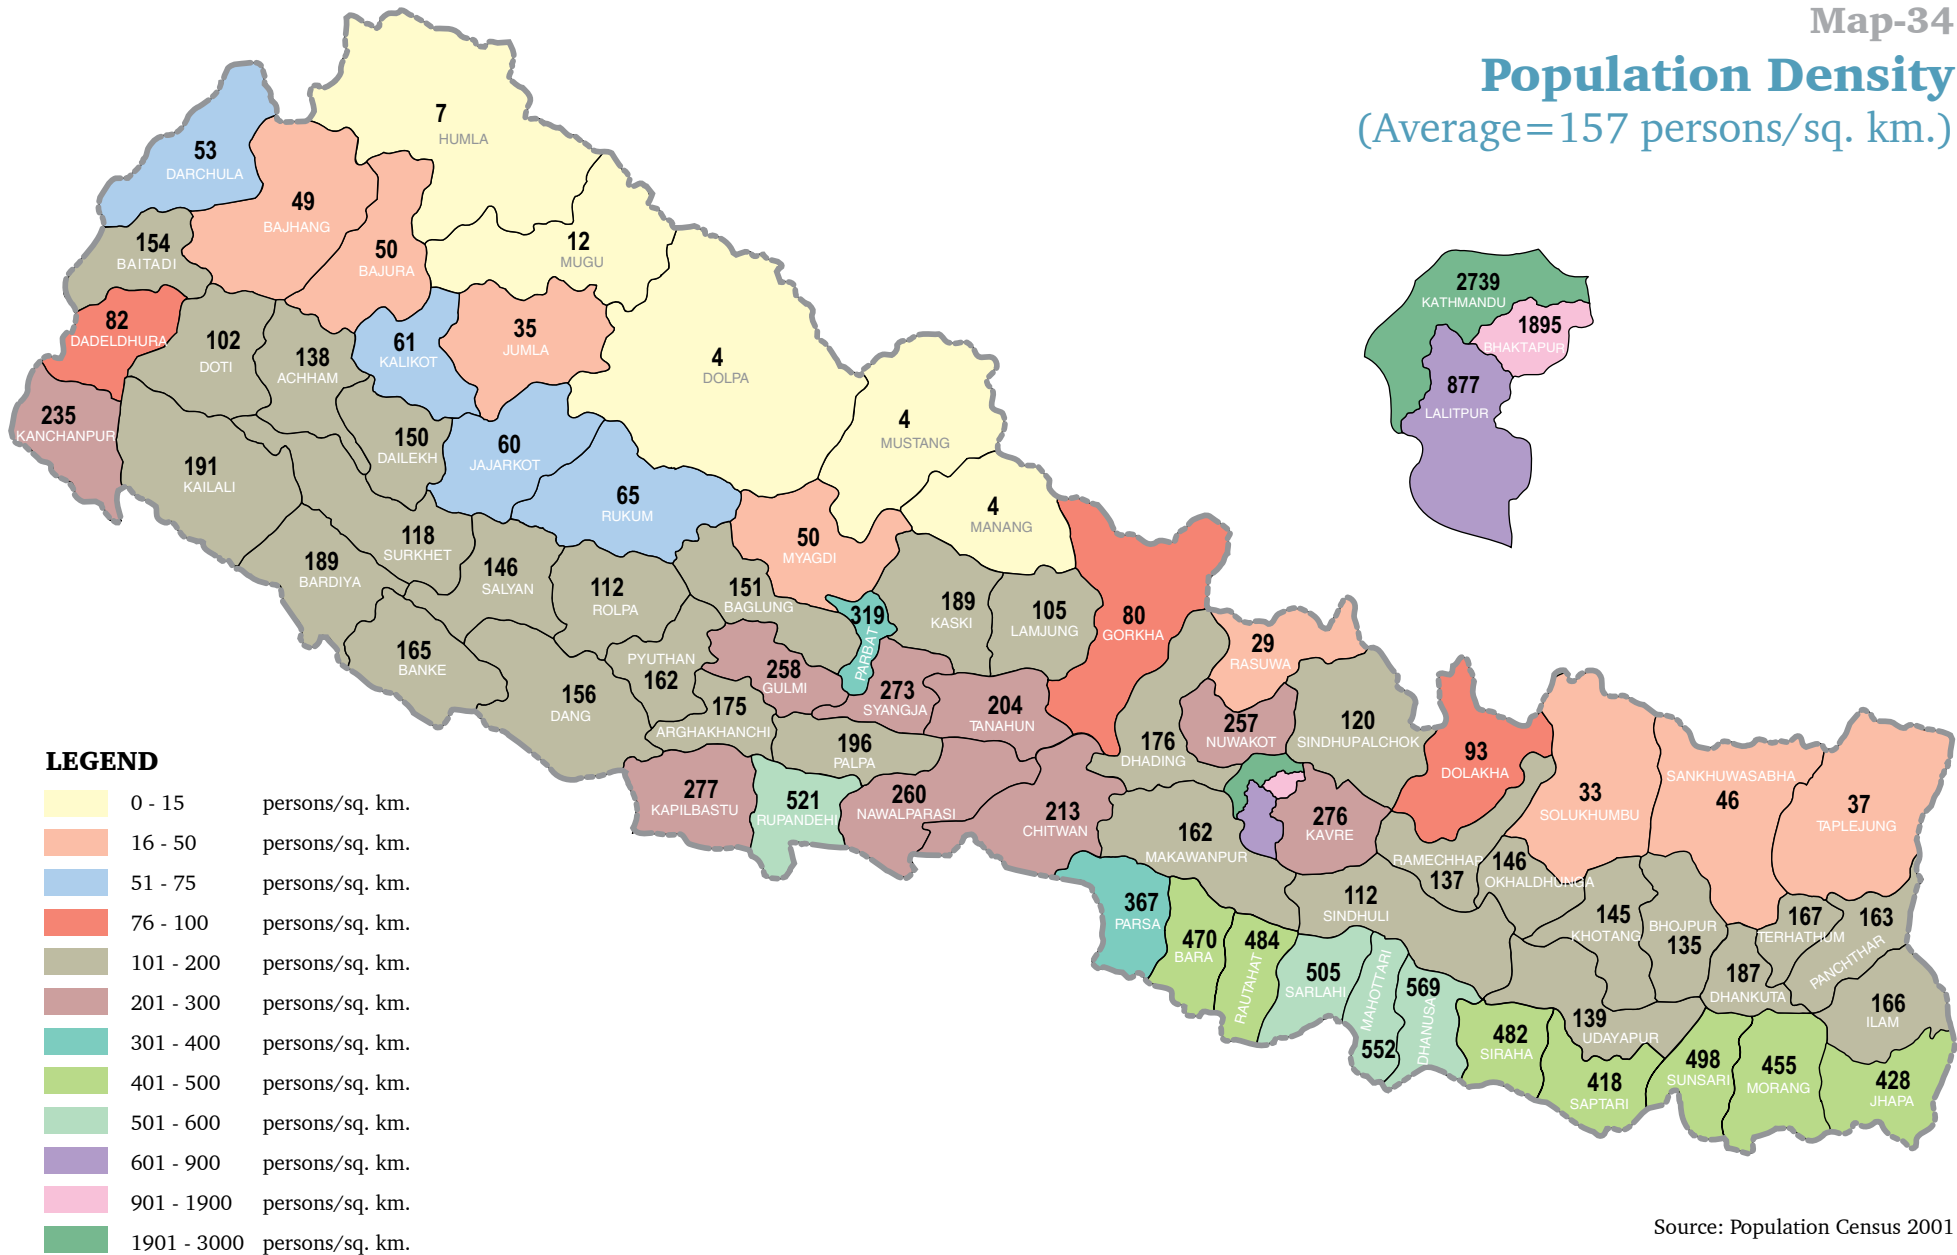 Map-34
Population Density
(Average=157 persons/sq. km.)
7
HUMLA
53
DARCHULA
49
BAJHANG
50
BAJURA
12
MUGU
154
BAITADI
82
DADELDHURA
102
DOTI
138
ACHHAM
61
KALIKOT
35
JUMLA
4
DOLPA
4
MUSTANG
4
MANANG
235
KANCHANPUR
191
KAILALI
150
DAILEKH
60
JAJARKOT
65
RUKUM
50
MYAGDI
118
SURKHET
189
BARDIYA
146
SALYAN
112
ROLPA
151
BAGLUNG
319
PARBAT
189
KASKI
105
LAMJUNG
80
GORKHA
165
BANKE
156
DANG
PYUTHAN
162
258
GULMI
175
ARGHAKHANCHI
273
SYANGJA
204
TANAHUN
196
PALPA
277
KAPILBASTU
521
RUPANDEHI
260
NAWALPARASI
213
CHITWAN
176
DHADING
29
RASUWA
257
NUWAKOT
120
SINDHUPALCHOK
93
DOLAKHA
276
KAVRE
162
MAKAWANPUR
112
SINDHULI
RAMECHHAP
137
146
OKHALDHUNGA
33
SOLUKHUMBU
SANKHUWASABHA
46
37
TAPLEJUNG
145
KHOTANG
BHOJPUR
135
167
TERHATHUM
163
PANCHTHAR
187
DHANKUTA
166
ILAM
139
UDAYAPUR
367
PARSA
470
BARA
484
RAUTAHAT
505
SARLAHI
MAHOTTARI
552
569
DHANUSA
482
SIRAHA
418
SAPTARI
498
SUNSARI
455
MORANG
428
JHAPA
2739
KATHMANDU
1895
BHAKTAPUR
877
LALITPUR
LEGEND
0 - 15 persons/sq. km.
16 - 50 persons/sq. km.
51 - 75 persons/sq. km.
76 - 100 persons/sq. km.
101 - 200 persons/sq. km.
201 - 300 persons/sq. km.
301 - 400 persons/sq. km.
401 - 500 persons/sq. km.
501 - 600 persons/sq. km.
601 - 900 persons/sq. km.
901 - 1900 persons/sq. km.
1901 - 3000 persons/sq. km.
Source: Population Census 2001